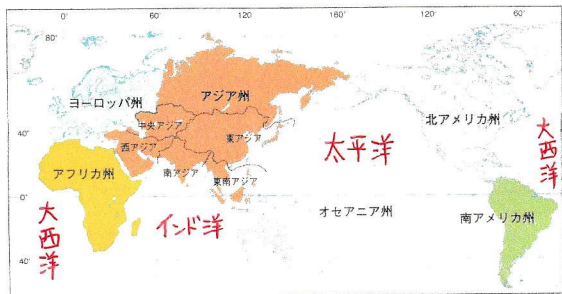 0° 60° 120° 180° 120° 60°
80°
ヨーロッパ州
アジア州
中央アジア
北アメリカ州
40°
西アジア
東アジア
太平洋
大西洋
アフリカ州
南アジア
東南アジア
0°
大西洋
インド洋
オセアニア州
南アメリカ州
40°